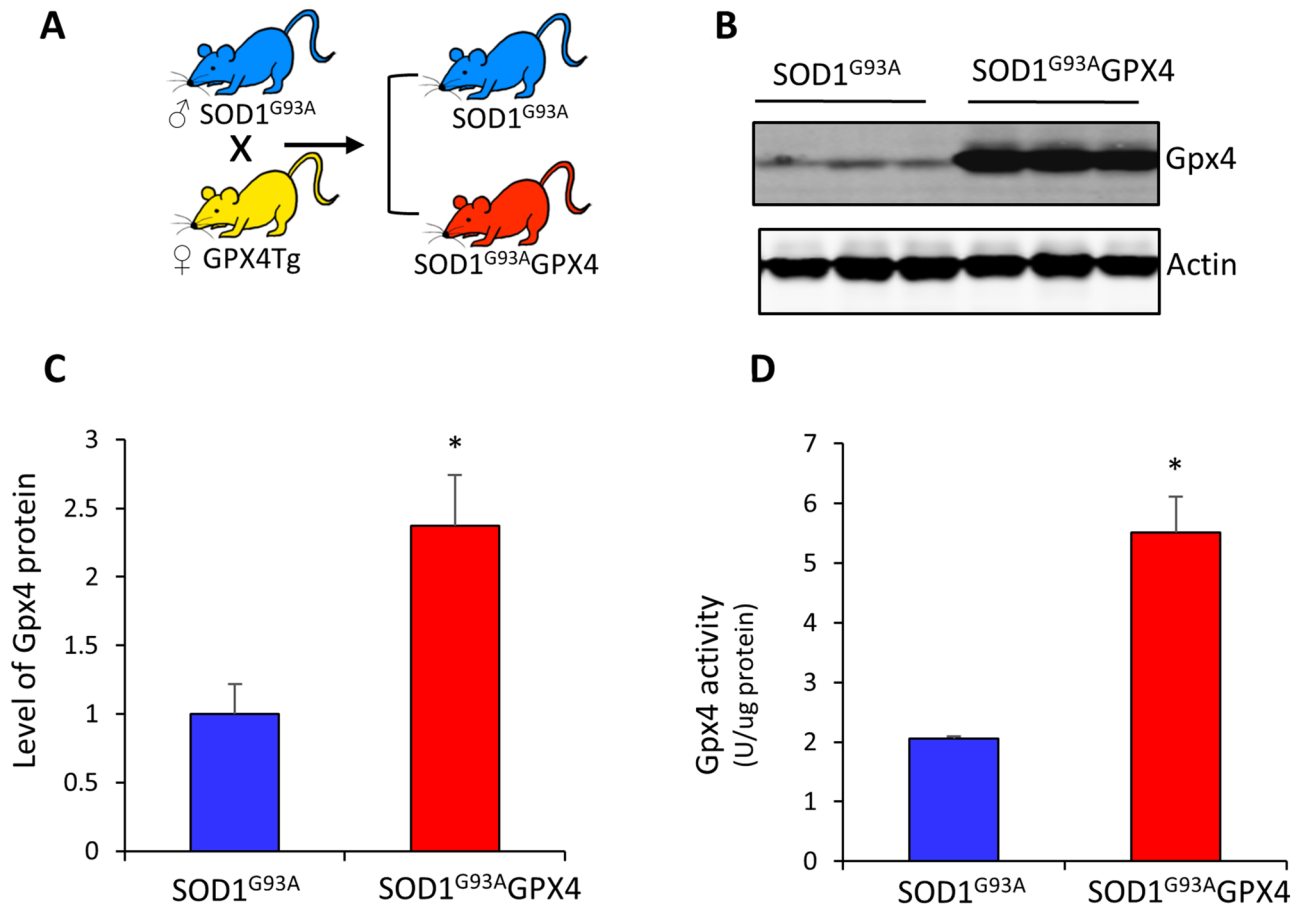 A
♂ SOD1G93A
X
♀ GPX4Tg
SOD1G93A
SOD1G93AGPX4
B
SOD1G93A
SOD1G93AGPX4
Gpx4
Actin
C
Level of Gpx4 protein
3
2.5
2
1.5
1
0.5
0
*
SOD1G93A
SOD1G93AGPX4
D
Gpx4 activity
(U/ug protein)
7
6
5
4
3
2
1
0
*
SOD1G93A
SOD1G93AGPX4